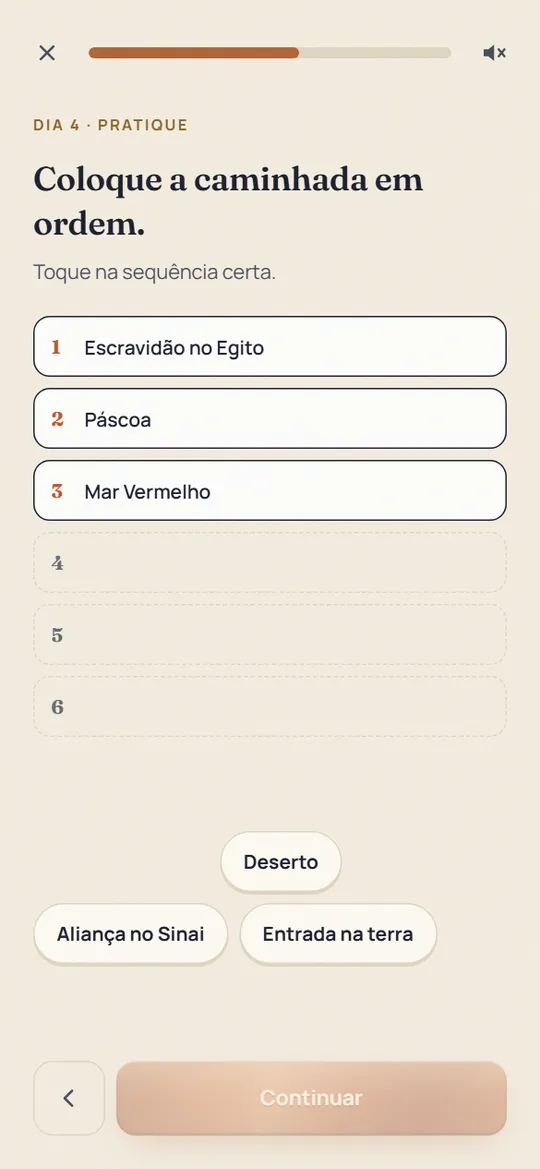 DIA 4 · PRATIQUE
Coloque a caminhada em
ordem.
Toque na sequência certa.
1 Escravidão no Egito
2 Páscoa
3 Mar Vermelho
4
5
6
Deserto
Aliança no Sinai Entrada na terra
Continuar